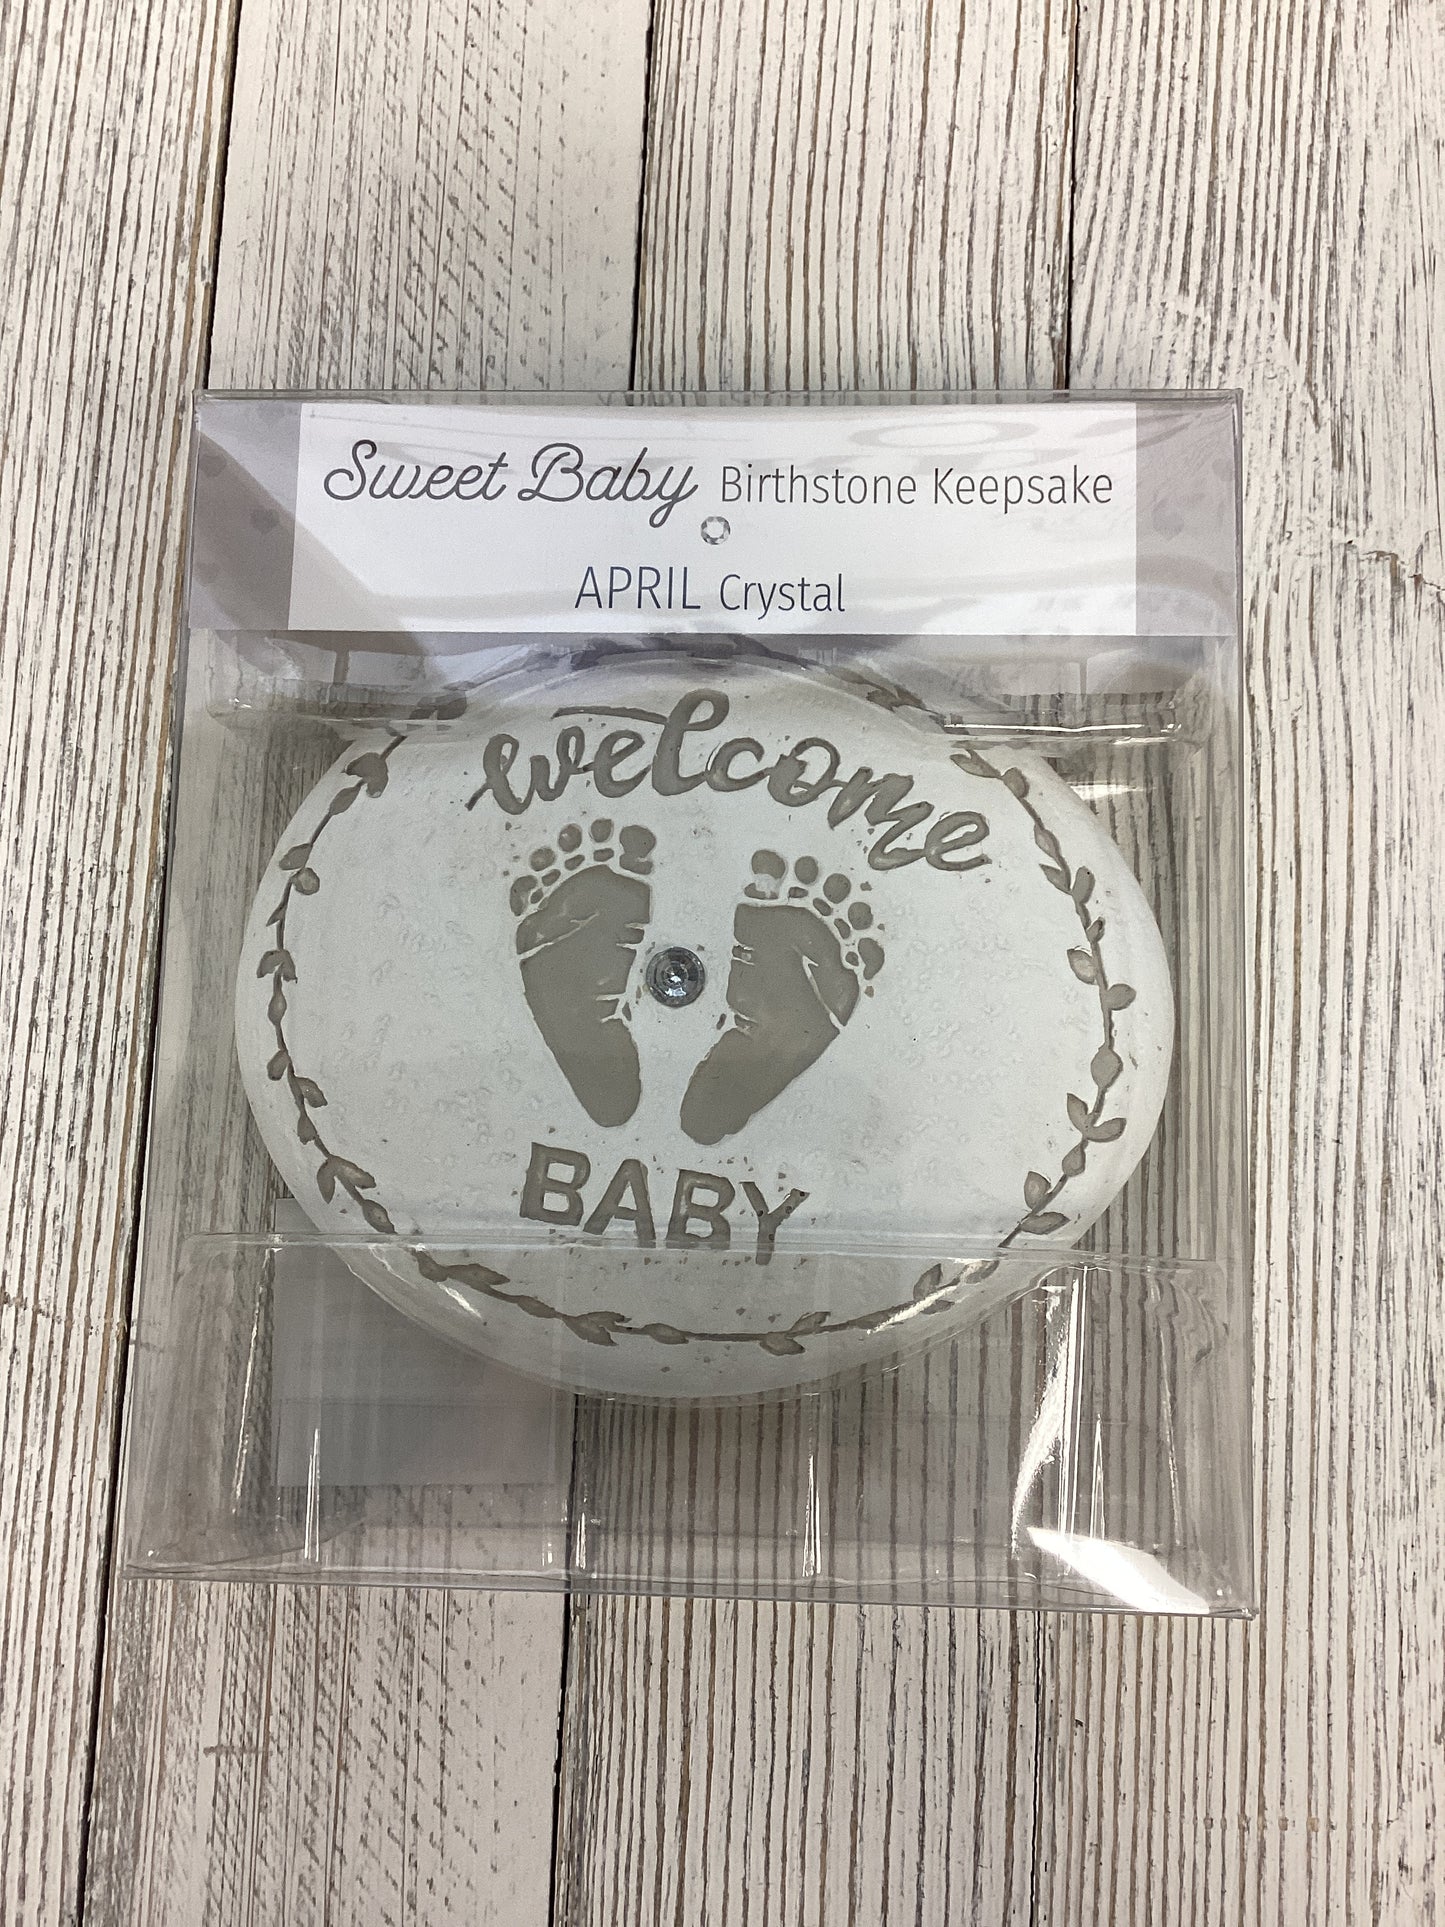 Sweet Baby Birthstone Keepsake
APRIL Crystal
welcome
BABY